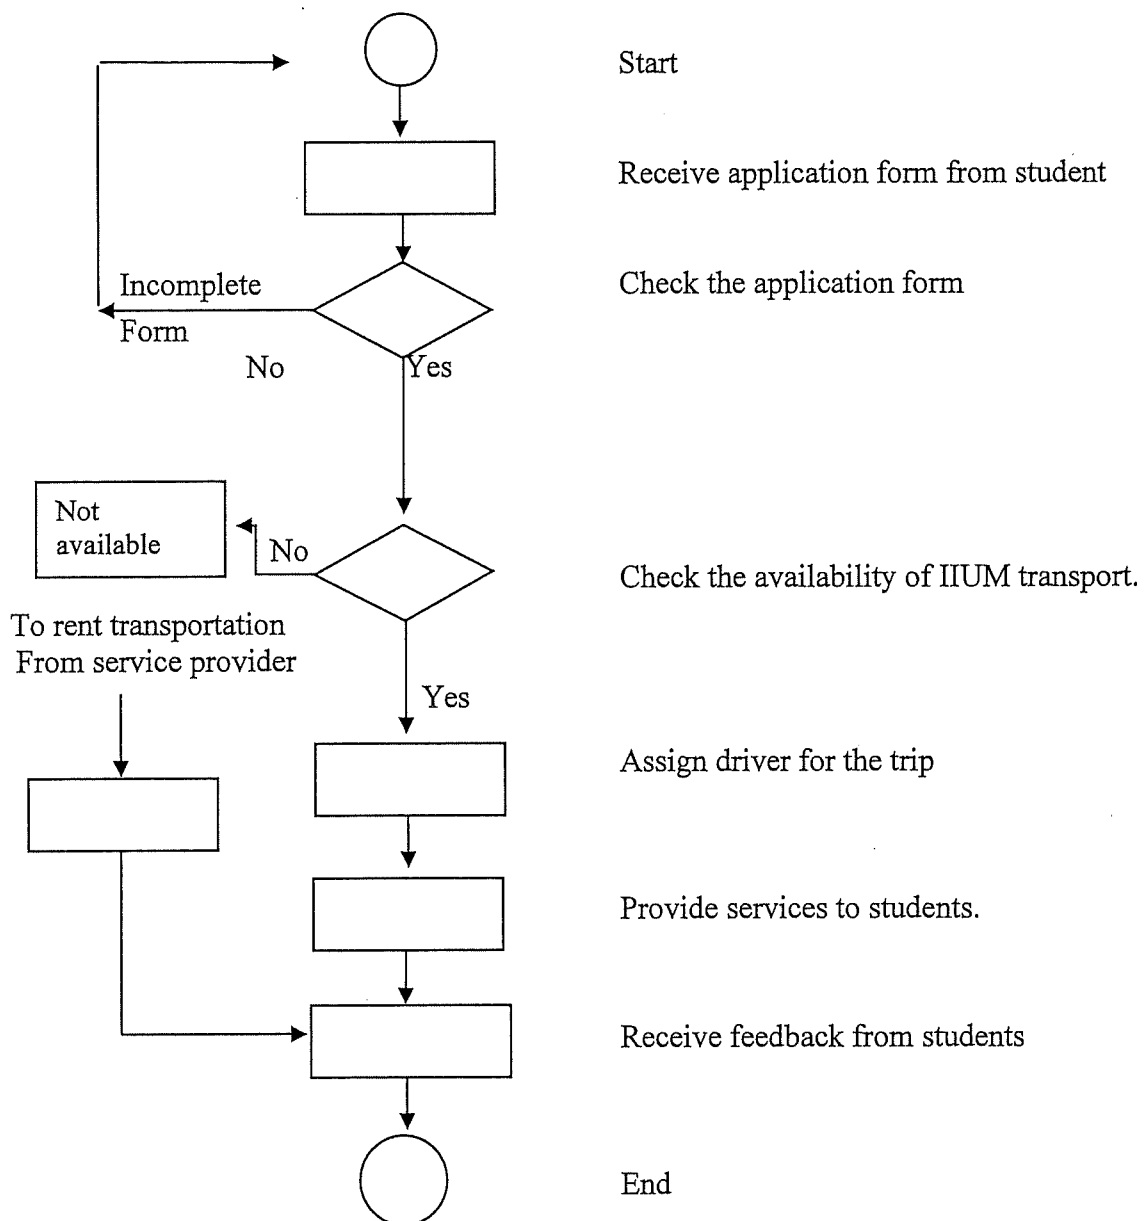 Start
Receive application form from student
Incomplete
Form
Check the application form
No
Yes
Not
available
No
Check the availability of IIUM transport.
To rent transportation
From service provider
Yes
Assign driver for the trip
Provide services to students.
Receive feedback from students
End